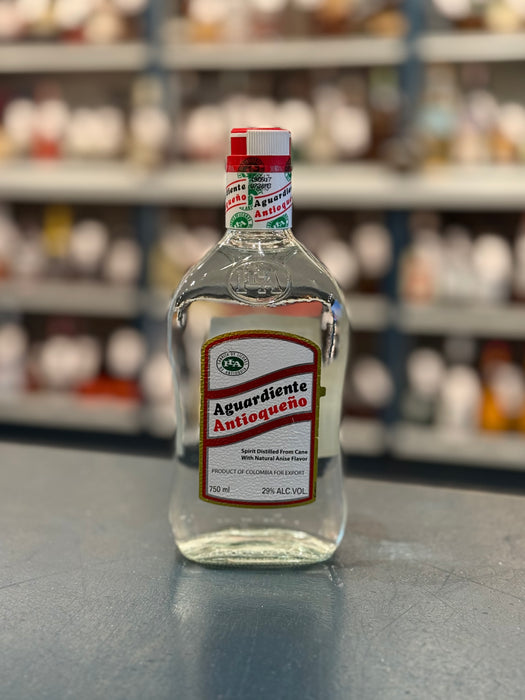 Aguardiente
Antioqueño
Aguardiente
Antioqueño
Spirit Distilled From Cane
With Natural Anise Flavor
PRODUCT OF COLOMBIA FOR EXPORT
750 ml 29% ALC.VOL.